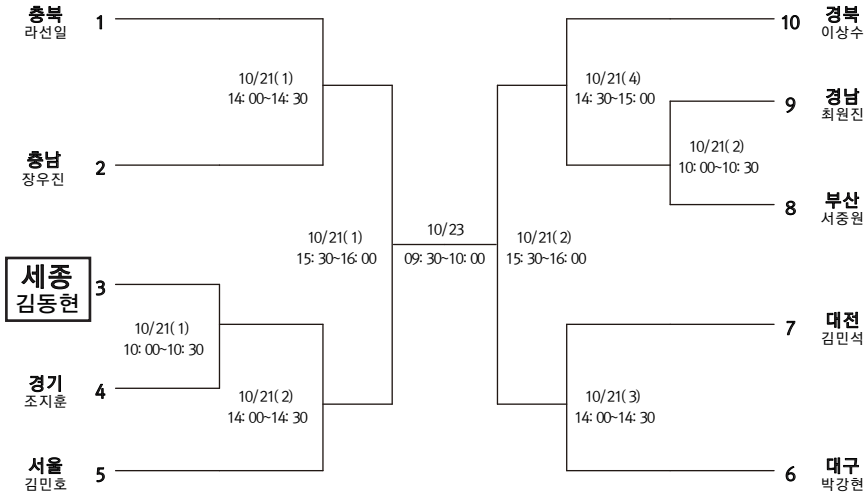 충북 1
라선일
10 경북
이상수
10/21(1)
14:00~14:30
10/21(4)
14:30~15:00
9 경남
최원진
10/21(2)
10:00~10:30
충남 2
장우진
8 부산
서중원
10/21(1)
15:30~16:00
10/23
09:30~10:00
10/21(2)
15:30~16:00
세종 3
김동현
10/21(1)
10:00~10:30
7 대전
김민석
경기 4
조지훈
10/21(2)
14:00~14:30
10/21(3)
14:00~14:30
서울 5
김민호
6 대구
박강현